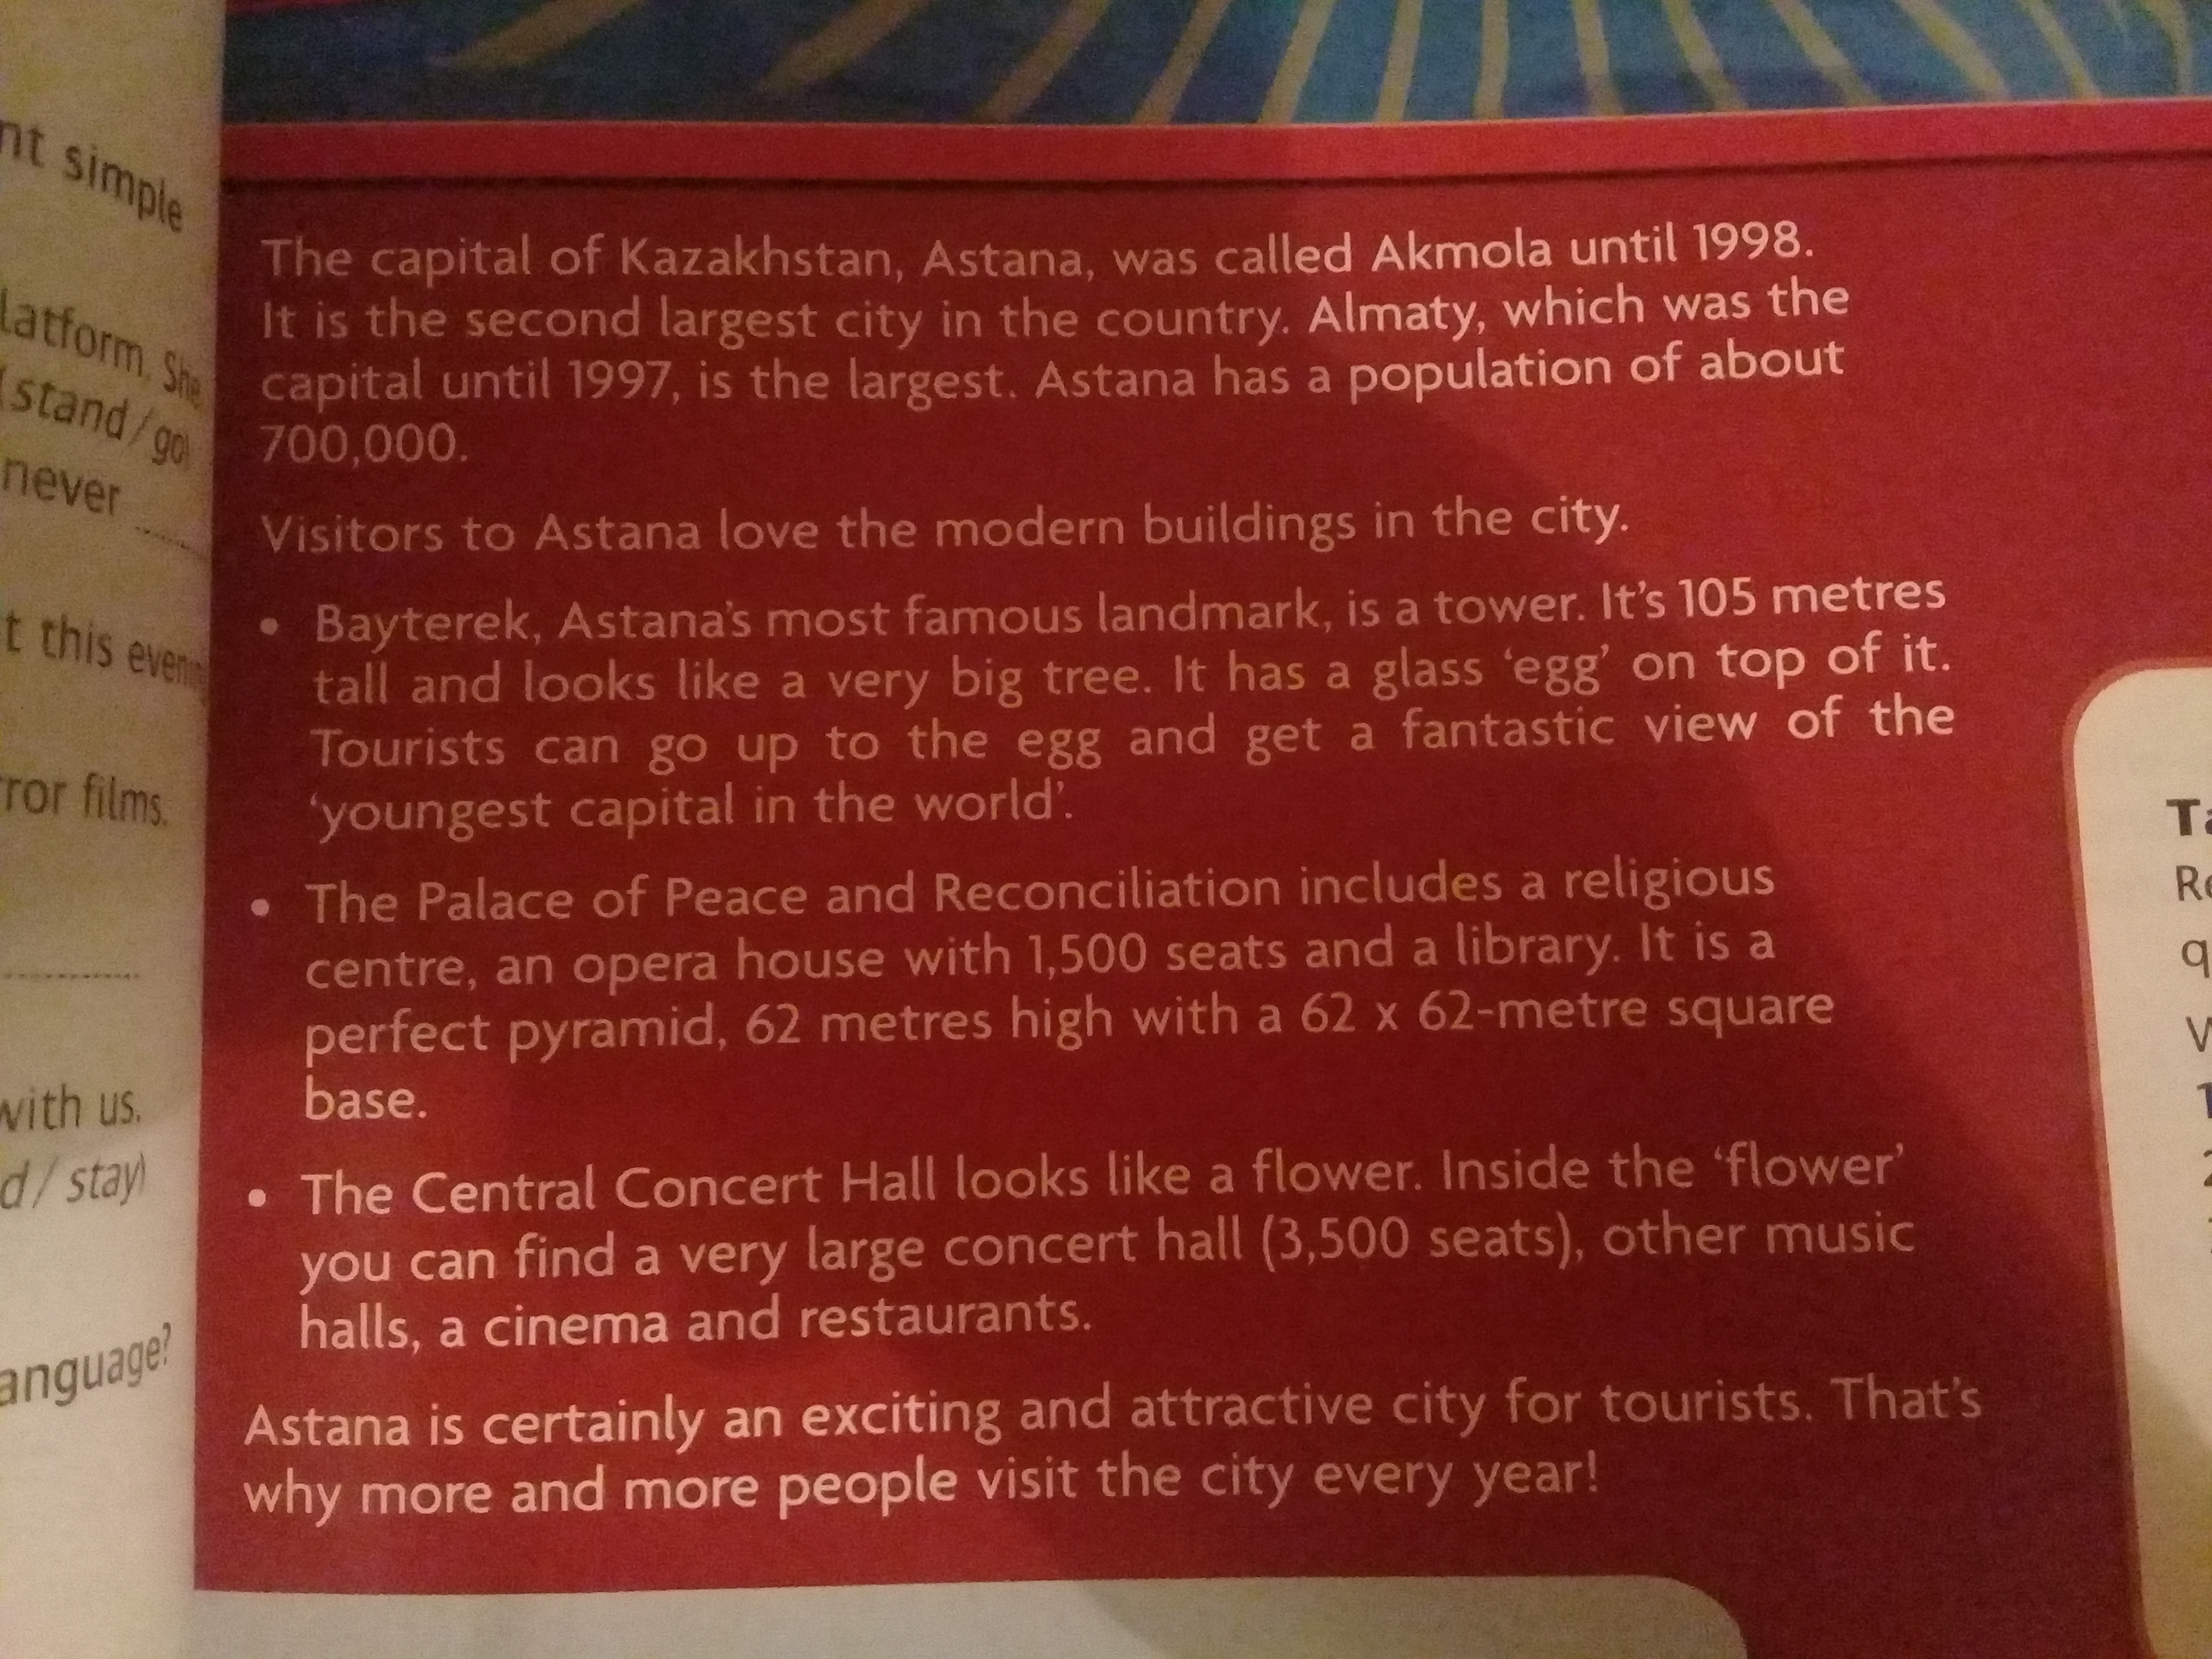 nt simple
latform. She
(stand / go)
never
t this evenin
ror films.
with us.
d / stay)
anguage?
The capital of Kazakhstan, Astana, was called Akmola until 1998.
It is the second largest city in the country. Almaty, which was the
capital until 1997, is the largest. Astana has a population of about
700,000.
Visitors to Astana love the modern buildings in the city.
• Bayterek, Astana's most famous landmark, is a tower. It's 105 metres
tall and looks like a very big tree. It has a glass 'egg' on top of it.
Tourists can go up to the egg and get a fantastic view of the
'youngest capital in the world'.
• The Palace of Peace and Reconciliation includes a religious
centre, an opera house with 1,500 seats and a library. It is a
perfect pyramid, 62 metres high with a 62 x 62-metre square
base.
• The Central Concert Hall looks like a flower. Inside the 'flower'
you can find a very large concert hall (3,500 seats), other music
halls, a cinema and restaurants.
Astana is certainly an exciting and attractive city for tourists. That's
why more and more people visit the city every year!
Ta
Re
q
W
1
2